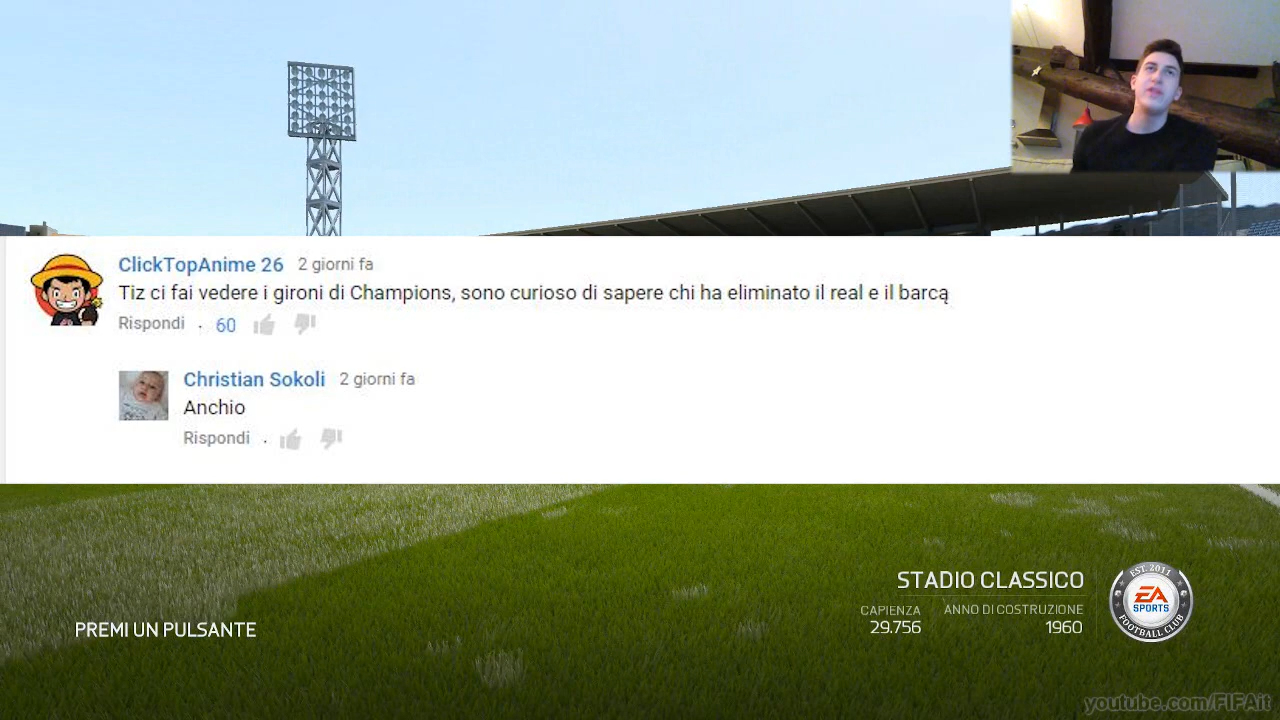 ClickTopAnime 26 2 giorni fa
Tiz ci fai vedere i gironi di Champions, sono curioso di sapere chi ha eliminato il real e il barcą
Rispondi . 60
Christian Sokoli 2 giorni fa
Anchio
Rispondi .
STADIO CLASSICO
CAPIENZA ANNO DI COSTRUZIONE
29.756 1960
EST. 2011
EA
SPORTS
FOOTBALL CLUB
PREMI UN PULSANTE
youtube.com/FIFAit